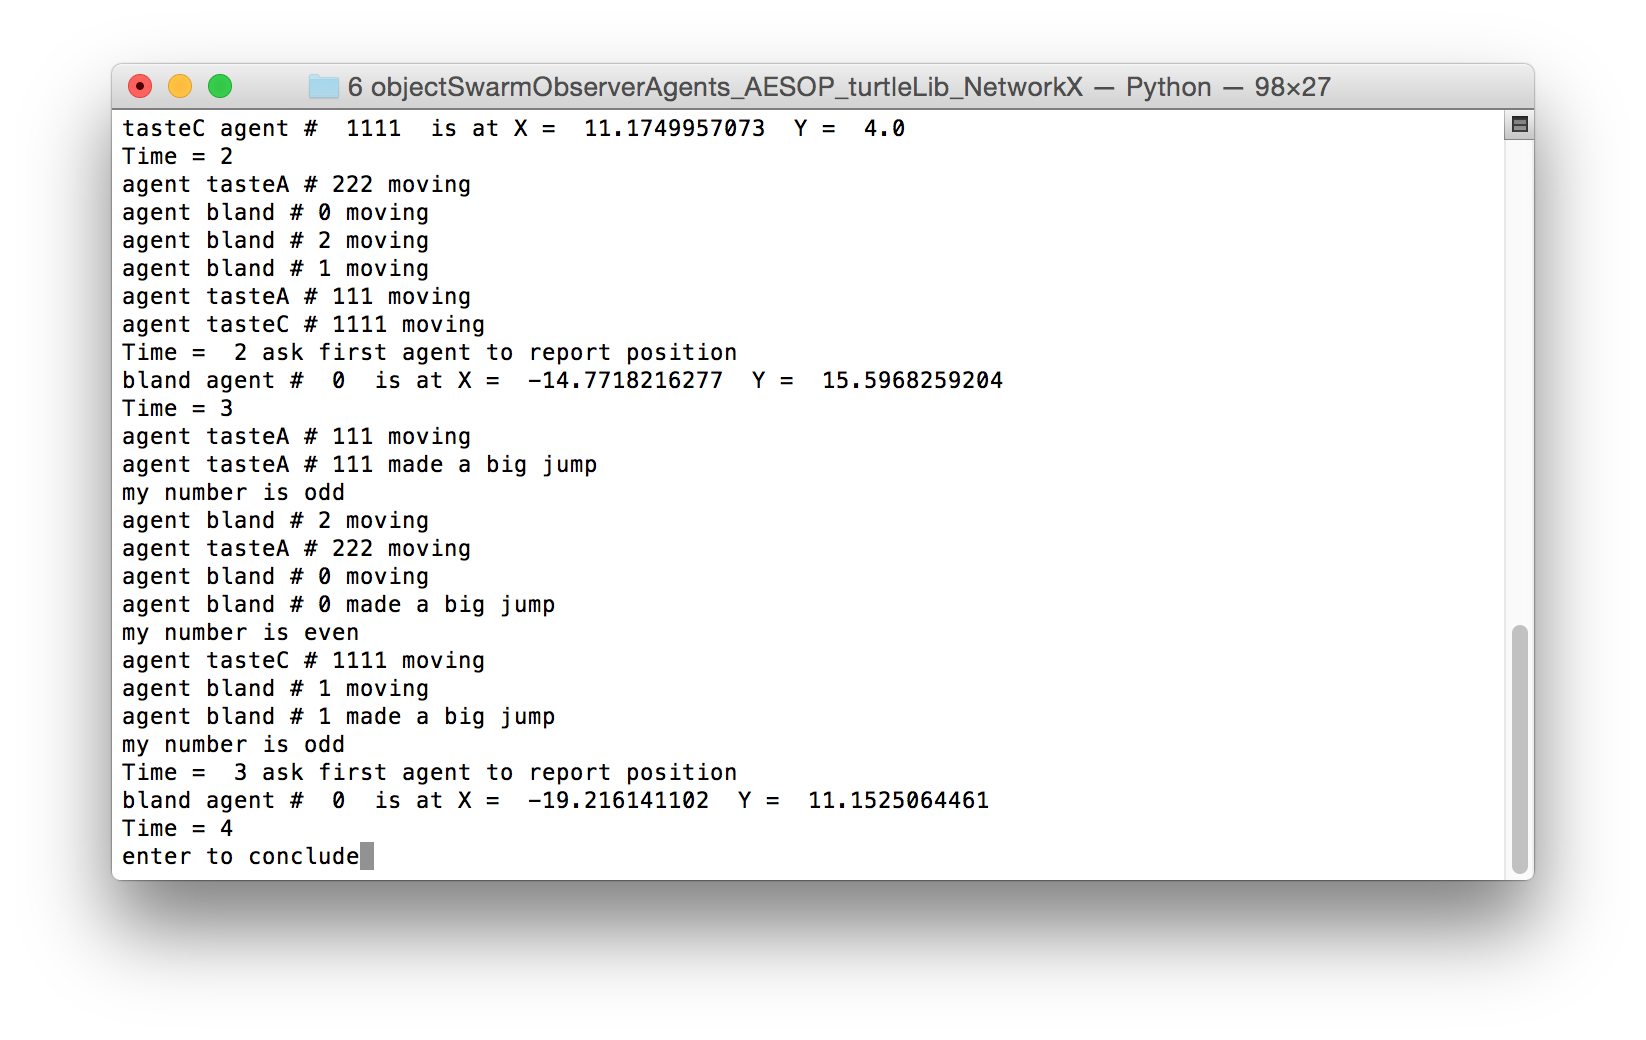 6 objectSwarmObserverAgents_AESOP_turtleLib_NetworkX — Python — 98×27
tasteC agent #  1111  is at X =  11.1749957073  Y =  4.0
Time = 2
agent tasteA # 222 moving
agent bland # 0 moving
agent bland # 2 moving
agent bland # 1 moving
agent tasteA # 111 moving
agent tasteC # 1111 moving
Time =  2 ask first agent to report position
bland agent #  0  is at X =  -14.7718216277  Y =  15.5968259204
Time = 3
agent tasteA # 111 moving
agent tasteA # 111 made a big jump
my number is odd
agent bland # 2 moving
agent tasteA # 222 moving
agent bland # 0 moving
agent bland # 0 made a big jump
my number is even
agent tasteC # 1111 moving
agent bland # 1 moving
agent bland # 1 made a big jump
my number is odd
Time =  3 ask first agent to report position
bland agent #  0  is at X =  -19.216141102  Y =  11.1525064461
Time = 4
enter to conclude